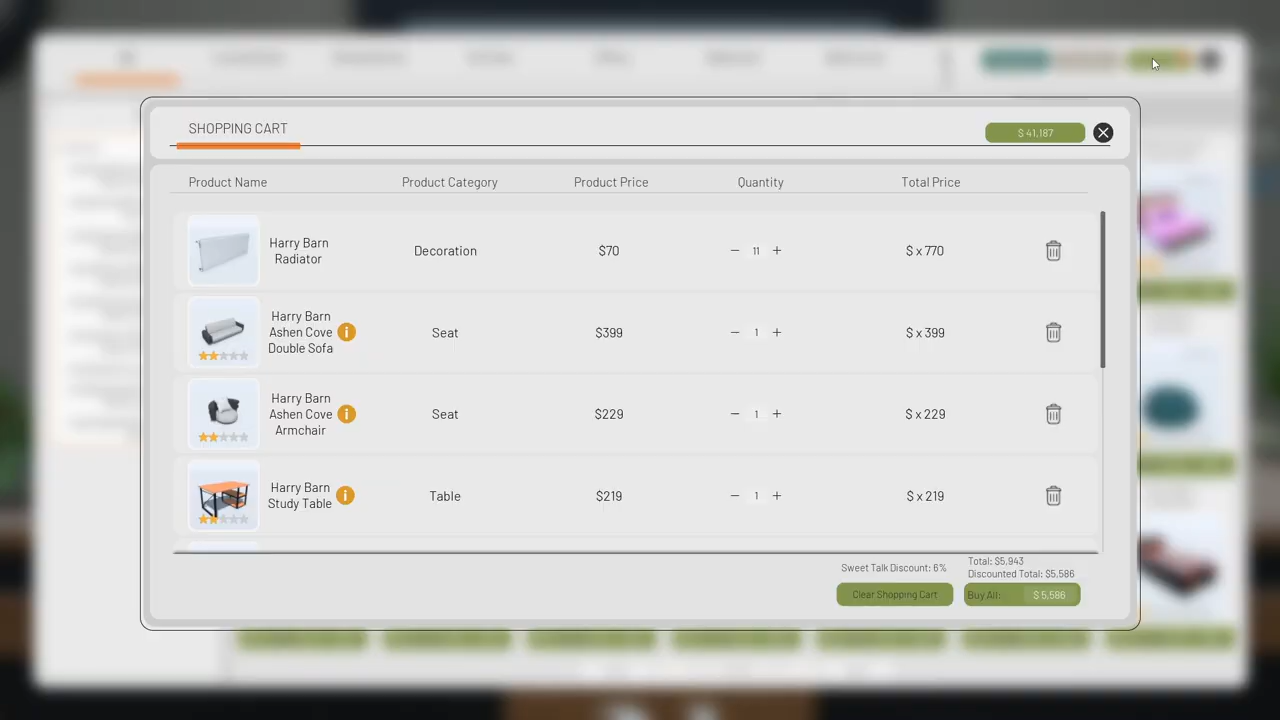 SHOPPING CART
$ 41,187
Product Name
Product Category
Product Price
Quantity
Total Price
Harry Barn
Radiator
Decoration
$70
− 11 +
$ x 770
Harry Barn
Ashen Cove
Double Sofa
i
Seat
$399
− 1 +
$ x 399
Harry Barn
Ashen Cove
Armchair
i
Seat
$229
− 1 +
$ x 229
Harry Barn
Study Table
i
Table
$219
− 1 +
$ x 219
Sweet Talk Discount: 6%
Total: $5,943
Discounted Total: $5,586
Clear Shopping Cart
Buy All:
$ 5,586